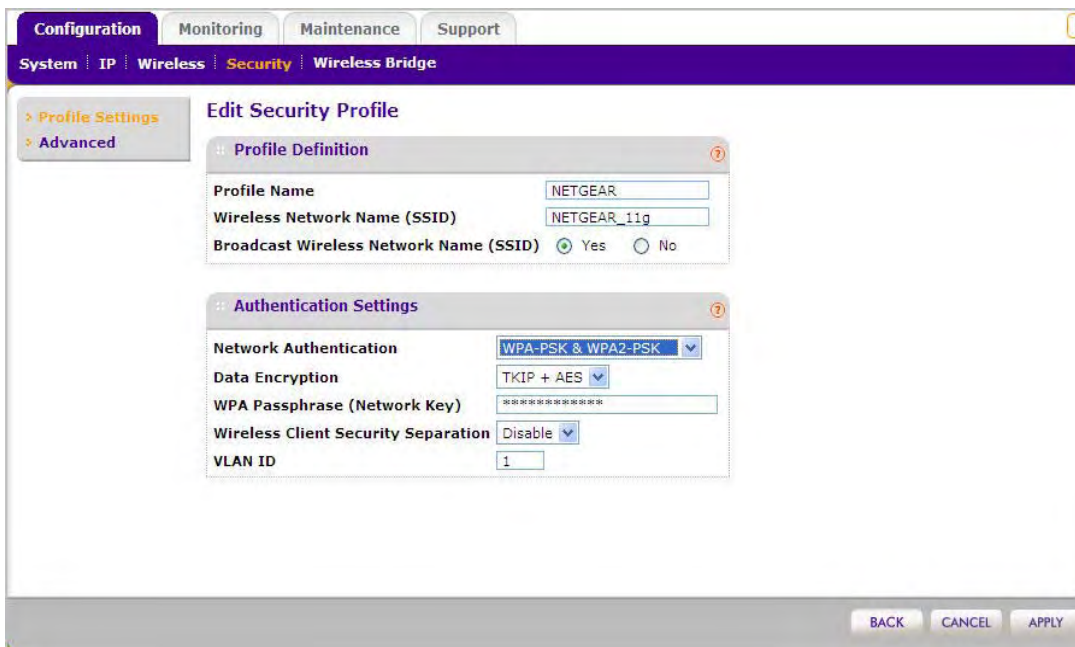 Configuration Monitoring Maintenance Support
System IP Wireless Security Wireless Bridge
> Profile Settings
> Advanced
Edit Security Profile
:: Profile Definition ?
Profile Name NETGEAR
Wireless Network Name (SSID) NETGEAR_11g
Broadcast Wireless Network Name (SSID) Yes No
:: Authentication Settings ?
Network Authentication WPA-PSK & WPA2-PSK
Data Encryption TKIP + AES
WPA Passphrase (Network Key) ************
Wireless Client Security Separation Disable
VLAN ID 1
BACK CANCEL APPLY